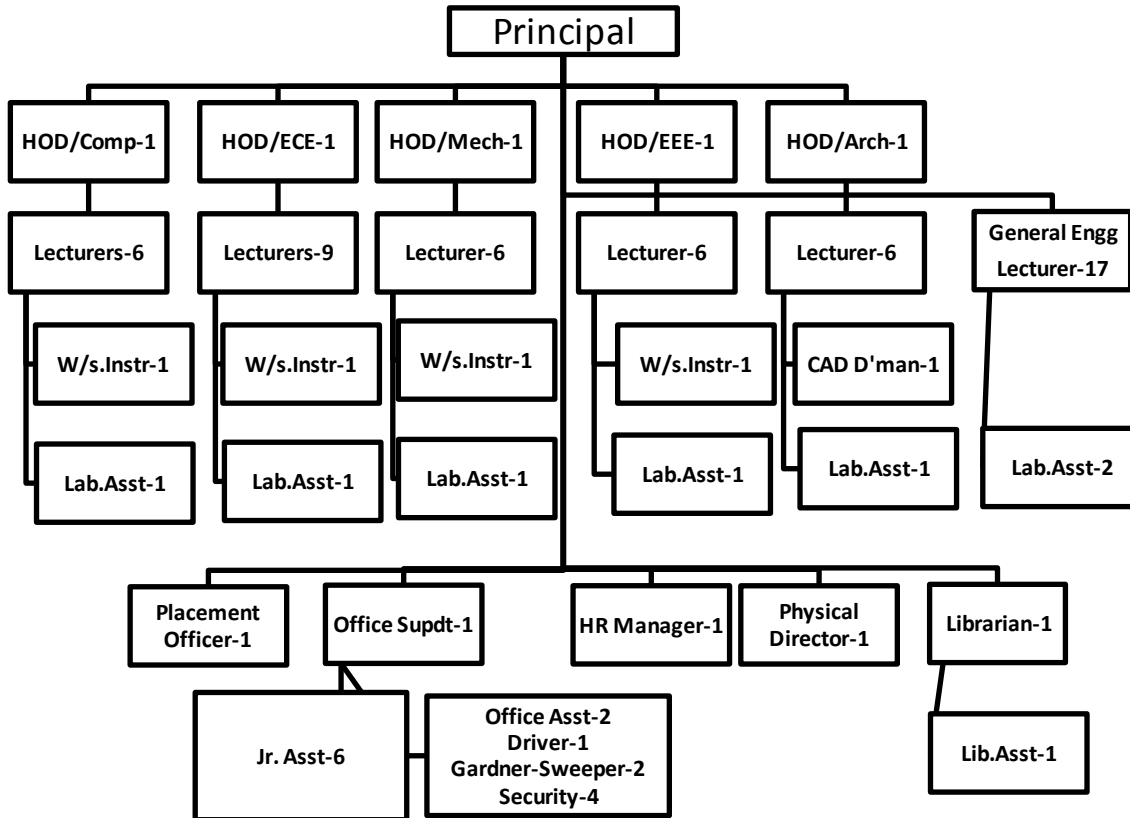 Principal
HOD/Comp-1
HOD/ECE-1
HOD/Mech-1
HOD/EEE-1
HOD/Arch-1
Lecturers-6
Lecturers-9
Lecturer-6
Lecturer-6
Lecturer-6
General Engg
Lecturer-17
W/s.Instr-1
W/s.Instr-1
W/s.Instr-1
W/s.Instr-1
CAD D'man-1
Lab.Asst-1
Lab.Asst-1
Lab.Asst-1
Lab.Asst-1
Lab.Asst-1
Lab.Asst-2
Placement
Officer-1
Office Supdt-1
HR Manager-1
Physical
Director-1
Librarian-1
Jr. Asst-6
Office Asst-2
Driver-1
Gardner-Sweeper-2
Security-4
Lib.Asst-1